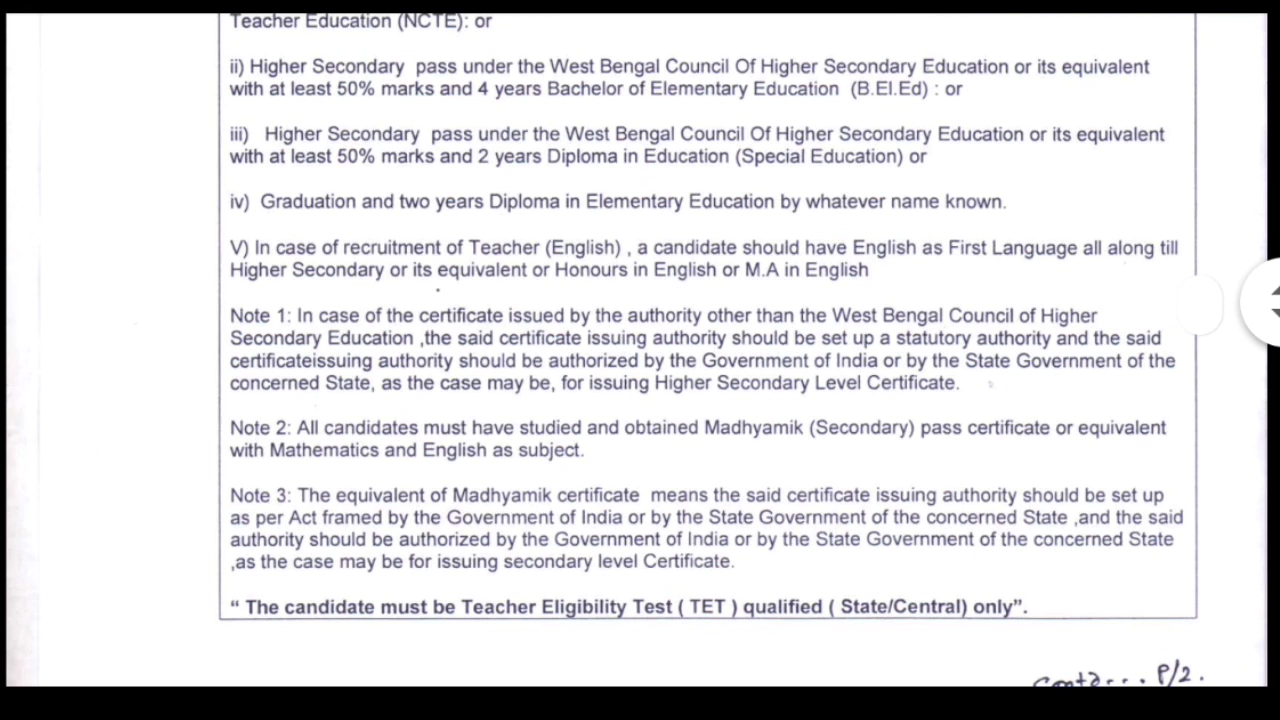 Teacher Education (NCTE): or
ii) Higher Secondary pass under the West Bengal Council Of Higher Secondary Education or its equivalent
with at least 50% marks and 4 years Bachelor of Elementary Education (B.El.Ed) : or
iii) Higher Secondary pass under the West Bengal Council Of Higher Secondary Education or its equivalent
with at least 50% marks and 2 years Diploma in Education (Special Education) or
iv) Graduation and two years Diploma in Elementary Education by whatever name known.
V) In case of recruitment of Teacher (English) , a candidate should have English as First Language all along till
Higher Secondary or its equivalent or Honours in English or M.A in English
Note 1: In case of the certificate issued by the authority other than the West Bengal Council of Higher
Secondary Education ,the said certificate issuing authority should be set up a statutory authority and the said
certificateissuing authority should be authorized by the Government of India or by the State Government of the
concerned State, as the case may be, for issuing Higher Secondary Level Certificate.
Note 2: All candidates must have studied and obtained Madhyamik (Secondary) pass certificate or equivalent
with Mathematics and English as subject.
Note 3: The equivalent of Madhyamik certificate means the said certificate issuing authority should be set up
as per Act framed by the Government of India or by the State Government of the concerned State ,and the said
authority should be authorized by the Government of India or by the State Government of the concerned State
,as the case may be for issuing secondary level Certificate.
“ The candidate must be Teacher Eligibility Test ( TET ) qualified ( State/Central) only”.
Contd... P/2.